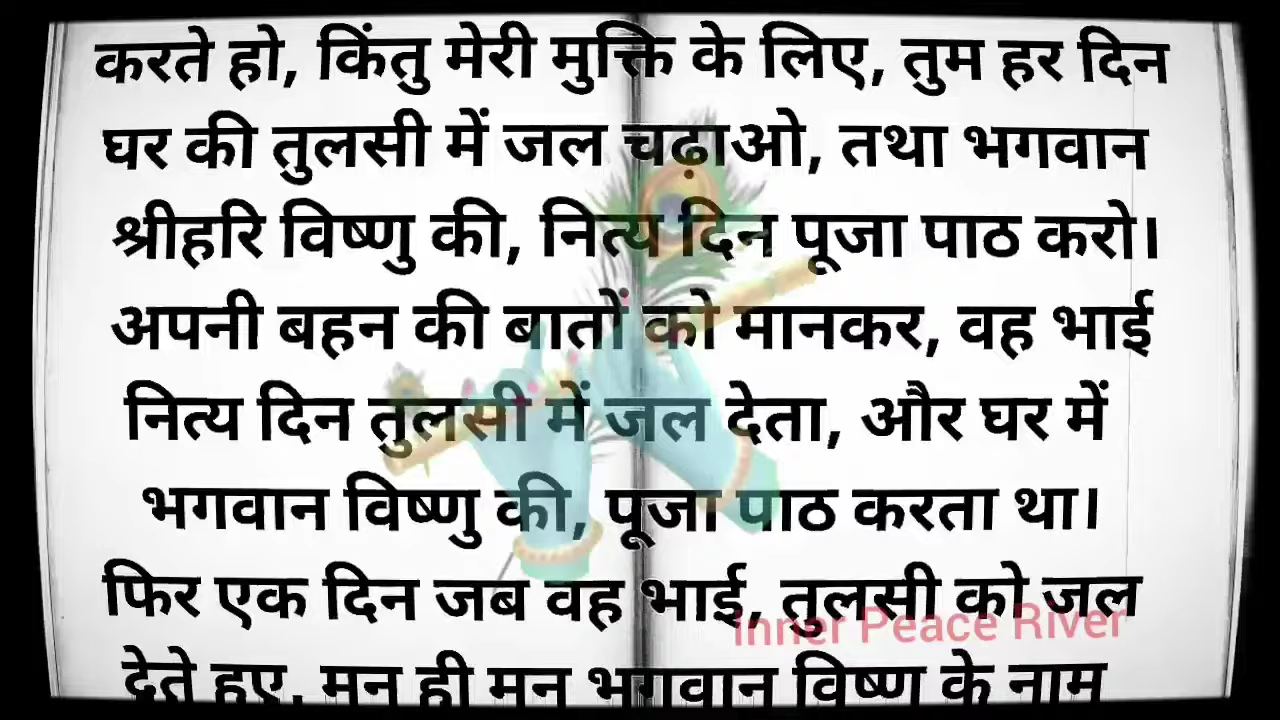 करते हो, किंतु मेरी मुक्ति के लिए, तुम हर दिन
घर की तुलसी में जल चढ़ाओ, तथा भगवान
श्रीहरि विष्णु की, नित्य दिन पूजा पाठ करो।
अपनी बहन की बातों को मानकर, वह भाई
नित्य दिन तुलसी में जल देता, और घर में
भगवान विष्णु की, पूजा पाठ करता था।
फिर एक दिन जब वह भाई, तुलसी को जल
Inner Peace River
देते हुए, मन ही मन भगवान विष्णु के नाम